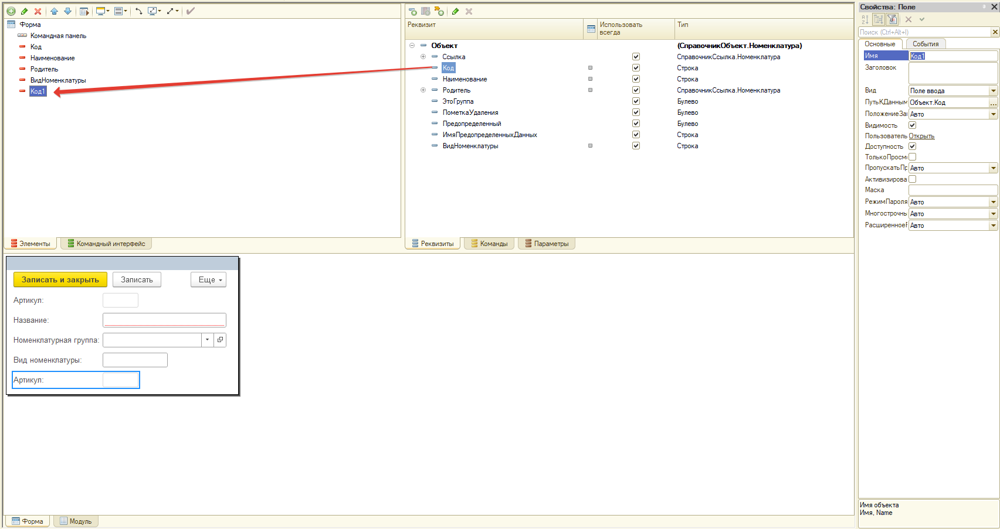 Форма
Командная панель
Код
Наименование
Родитель
ВидНоменклатуры
Код1
Элементы
Командный интерфейс
Реквизит
Использовать всегда
Тип
Объект
(СправочникОбъект.Номенклатура)
Ссылка
СправочникСсылка.Номенклатура
Код
Строка
Наименование
Строка
Родитель
СправочникСсылка.Номенклатура
ЭтоГруппа
Булево
ПометкаУдаления
Булево
Предопределенный
Булево
ИмяПредопределенныхДанных
Строка
ВидНоменклатуры
Строка
Реквизиты
Команды
Параметры
Записать и закрыть
Записать
Еще
Артикул:
Название:
Номенклатурная группа:
Вид номенклатуры:
Артикул:
Форма
Модуль
Свойства: Поле
Поиск (Ctrl+Alt+I)
Основные
События
Имя
Код1
Заголовок
Вид
Поле ввода
ПутьКДанным
Объект.Код
...
ПоложениеЗаг
Авто
Видимость
Пользователь
Открыть
Доступность
ТолькоПросмо
ПропускатьПр
Авто
Активизирова
Маска
РежимПароля
Авто
Многострочны
Авто
РасширенноеР
Авто
Имя объекта
Имя, Name